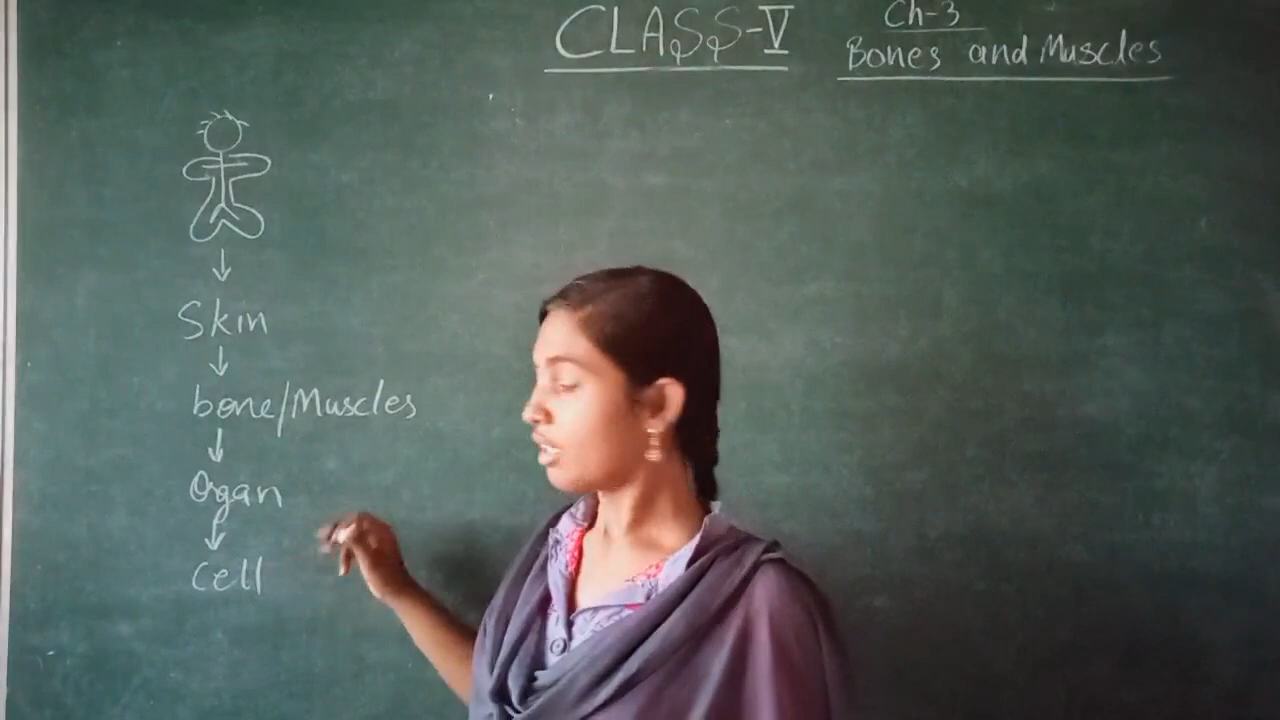 CLASS-V
Ch-3
Bones and Muscles
Skin
bone/Muscles
Organ
Cell